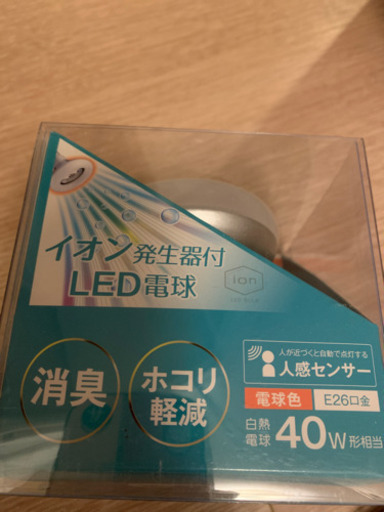 イオン発生器付
LED電球
ion
消臭
ホコリ
軽減
人が近づくと自動で点灯する
人感センサー
電球色
E26口金
白熱
電球
40W形相当